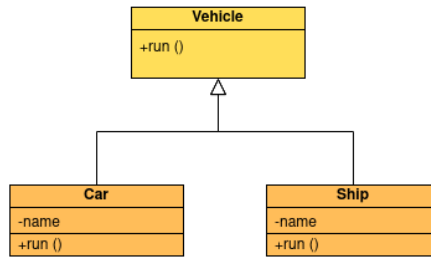 Vehicle
+run ()
Car
-name
+run ()
Ship
-name
+run ()